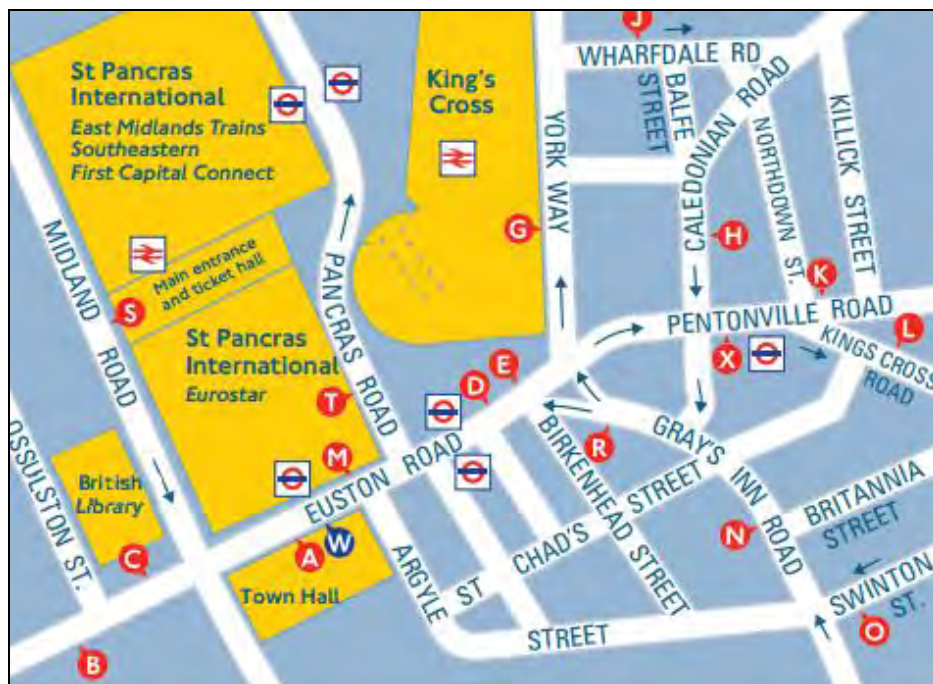 St Pancras
International
East Midlands Trains
Southeastern
First Capital Connect
King's
Cross
J
WHARFDALE RD
BALFE
STREET
CALEDONIAN ROAD
NORTHDOWN ST.
KILLICK STREET
YORK WAY
G
H
K
MIDLAND ROAD
S
Main entrance
and ticket hall
PANCRAS ROAD
St Pancras
International
Eurostar
T
PENTONVILLE ROAD
L
X
KINGS CROSS
ROAD
E
D
OSSULSTON ST.
British
Library
C
M
EUSTON ROAD
R
GRAY'S INN ROAD
BIRKENHEAD STREET
ST CHAD'S STREET
BRITANNIA
STREET
N
A
W
Town Hall
ARGYLE
STREET
SWINTON
ST.
O
B